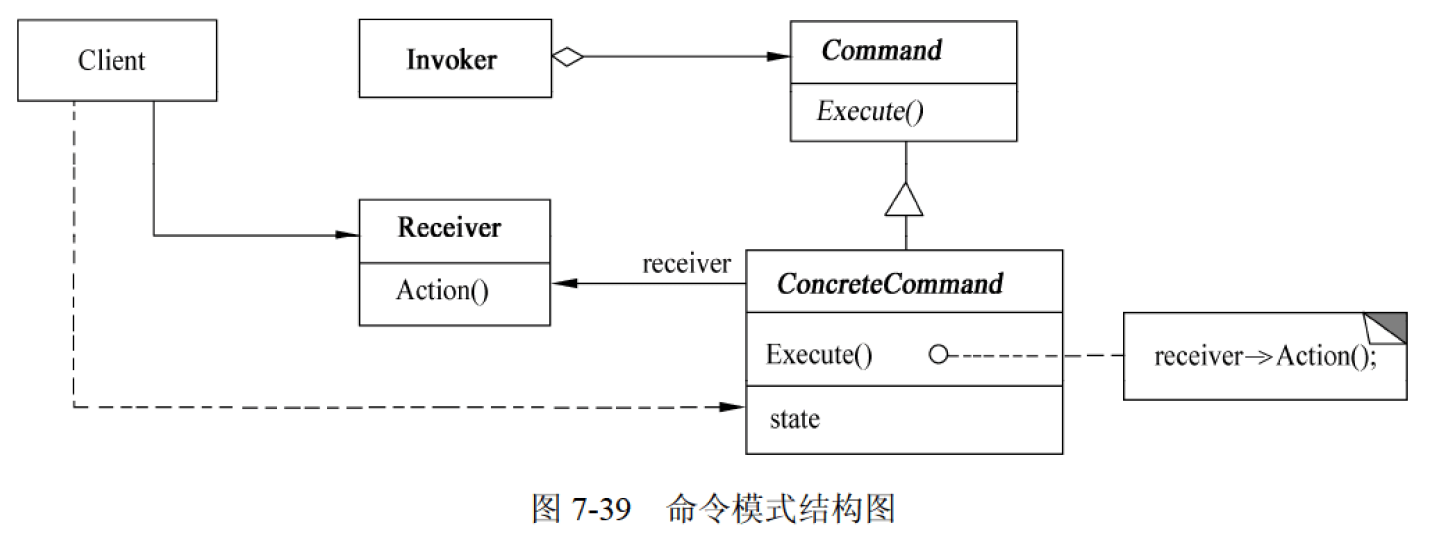 Client
Invoker
Command
Execute()
Receiver
Action()
receiver
ConcreteCommand
Execute()
receiver->Action();
state
图 7-39 命令模式结构图